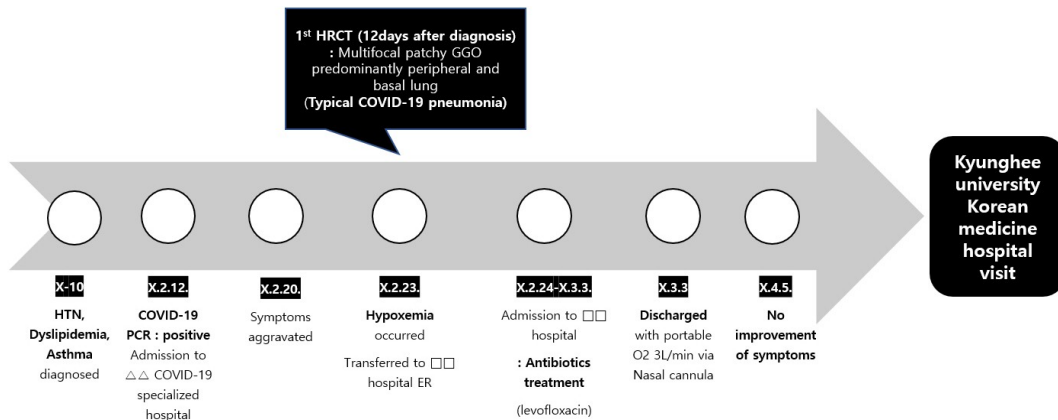 1st HRCT (12days after diagnosis)
: Multifocal patchy GGO
predominantly peripheral and
basal lung
(Typical COVID-19 pneumonia)
Kyunghee
university
Korean
medicine
hospital
visit
X-10
HTN,
Dyslipidemia,
Asthma
diagnosed
X.2.12.
COVID-19
PCR : positive
Admission to
△△ COVID-19
specialized
hospital
X.2.20.
Symptoms
aggravated
X.2.23.
Hypoxemia
occurred
Transferred to □□
hospital ER
X.2.24-X.3.3.
Admission to □□
hospital
: Antibiotics
treatment
(levofloxacin)
X.3.3
Discharged
with portable
O2 3L/min via
Nasal cannula
X.4.5.
No
improvement
of symptoms